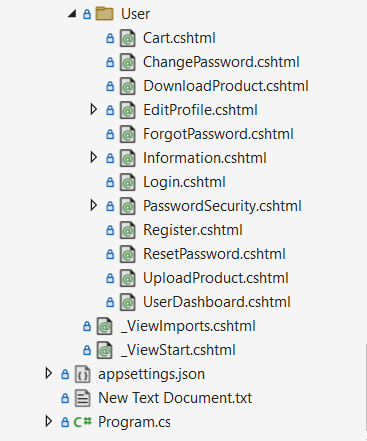 User
Cart.cshtml
ChangePassword.cshtml
DownloadProduct.cshtml
EditProfile.cshtml
ForgotPassword.cshtml
Information.cshtml
Login.cshtml
PasswordSecurity.cshtml
Register.cshtml
ResetPassword.cshtml
UploadProduct.cshtml
UserDashboard.cshtml
_ViewImports.cshtml
_ViewStart.cshtml
appsettings.json
New Text Document.txt
C# Program.cs